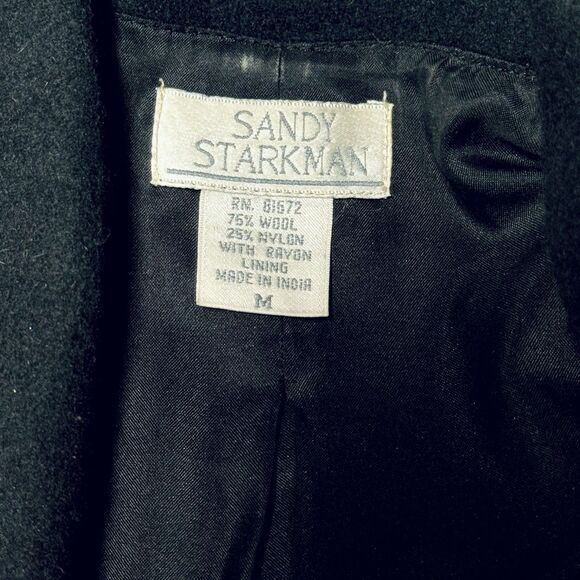 SANDY
STARKMAN
RN. 81672
75% WOOL
25% NYLON
WITH RAYON
LINING
MADE IN INDIA
M